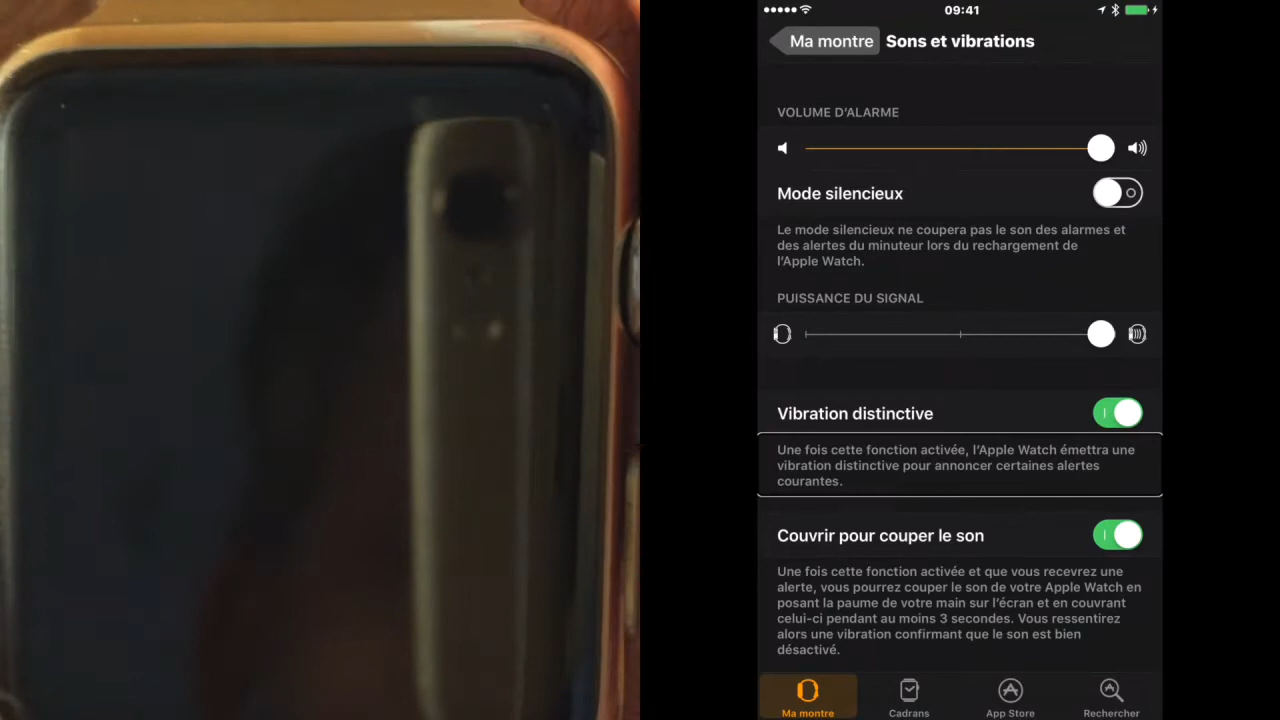 09:41
Ma montre Sons et vibrations
VOLUME D'ALARME
Mode silencieux
Le mode silencieux ne coupera pas le son des alarmes et
des alertes du minuteur lors du rechargement de
l'Apple Watch.
PUISSANCE DU SIGNAL
Vibration distinctive
Une fois cette fonction activée, l'Apple Watch émettra une
vibration distinctive pour annoncer certaines alertes
courantes.
Couvrir pour couper le son
Une fois cette fonction activée et que vous recevrez une
alerte, vous pourrez couper le son de votre Apple Watch en
posant la paume de votre main sur l'écran et en couvrant
celui-ci pendant au moins 3 secondes. Vous ressentirez
alors une vibration confirmant que le son est bien
désactivé.
Ma montre Cadrans App Store Rechercher